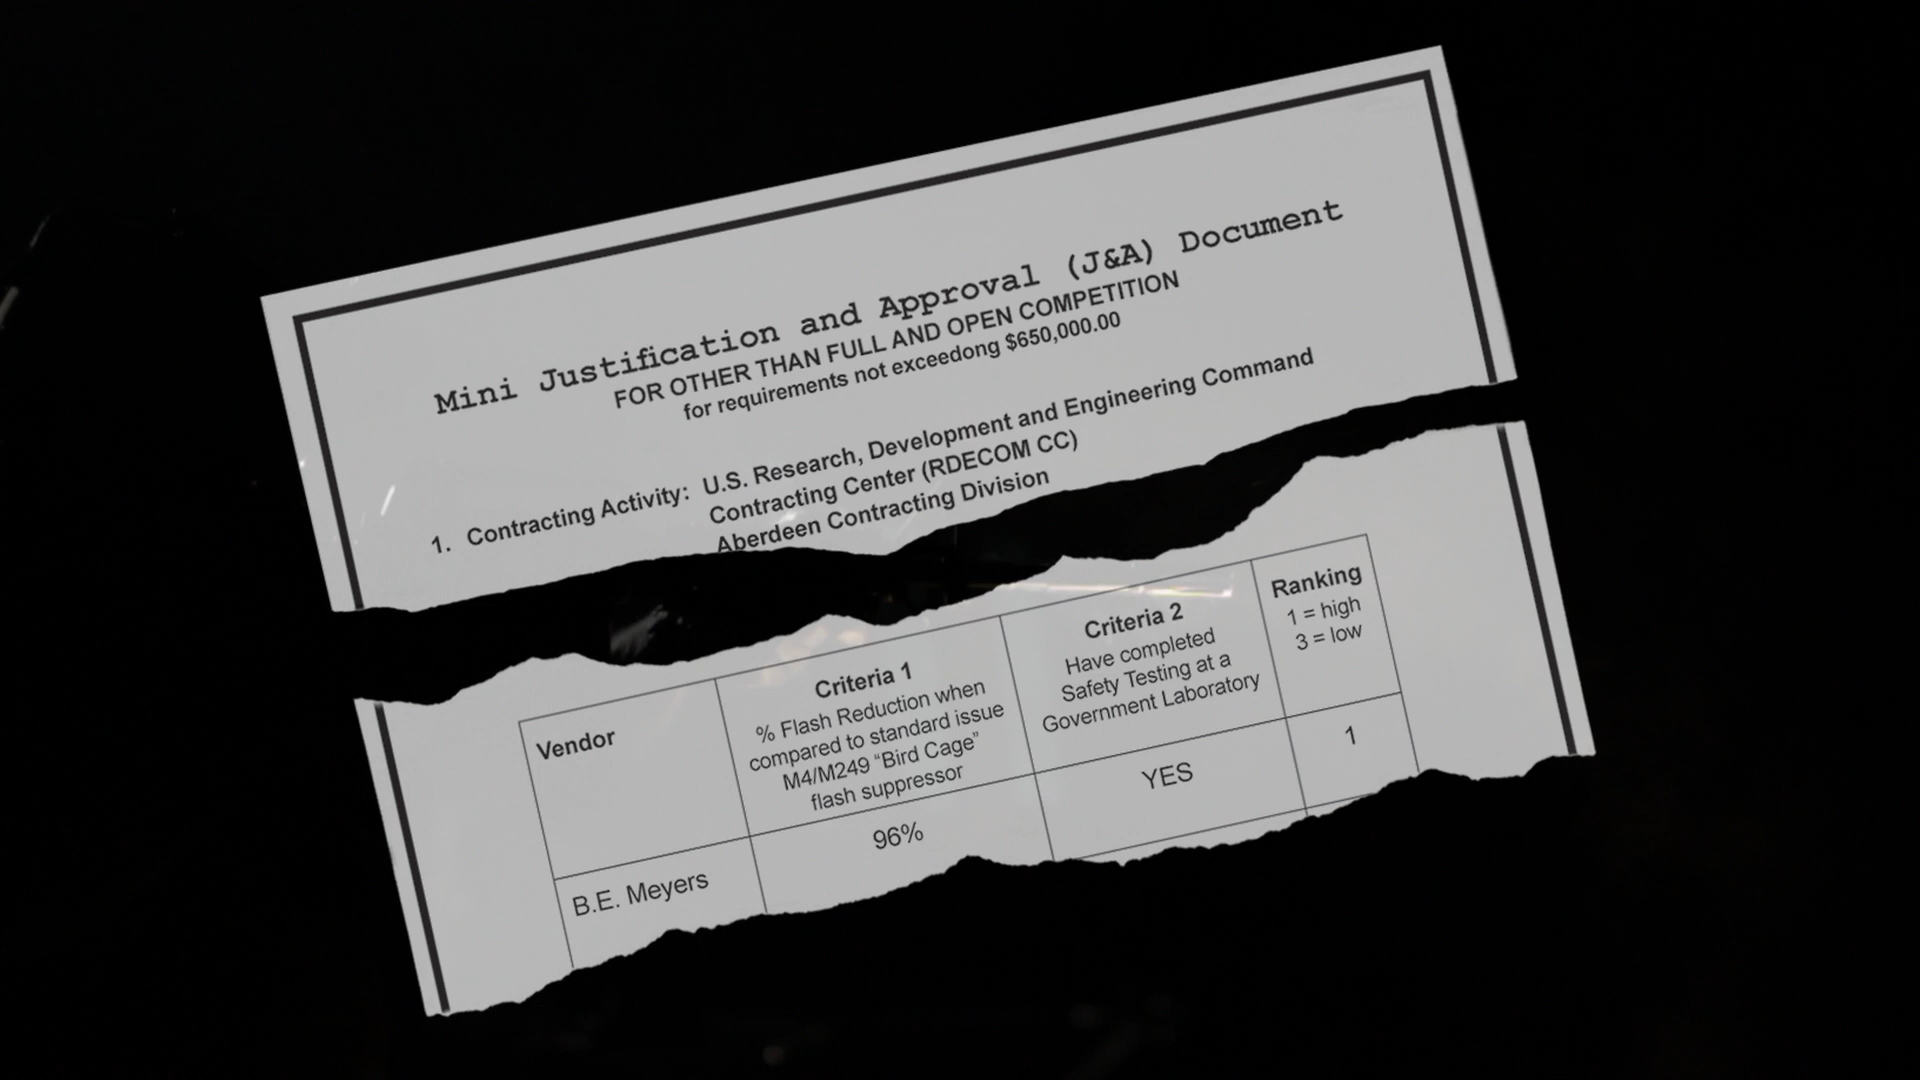 Mini Justification and Approval (J&A) Document
FOR OTHER THAN FULL AND OPEN COMPETITION
for requirements not exceedong $650,000.00
1. Contracting Activity: U.S. Research, Development and Engineering Command
Contracting Center (RDECOM CC)
Aberdeen Contracting Division
Vendor
Criteria 1
% Flash Reduction when
compared to standard issue
M4/M249 “Bird Cage”
flash suppressor
Criteria 2
Have completed
Safety Testing at a
Government Laboratory
Ranking
1 = high
3 = low
B.E. Meyers
96%
YES
1